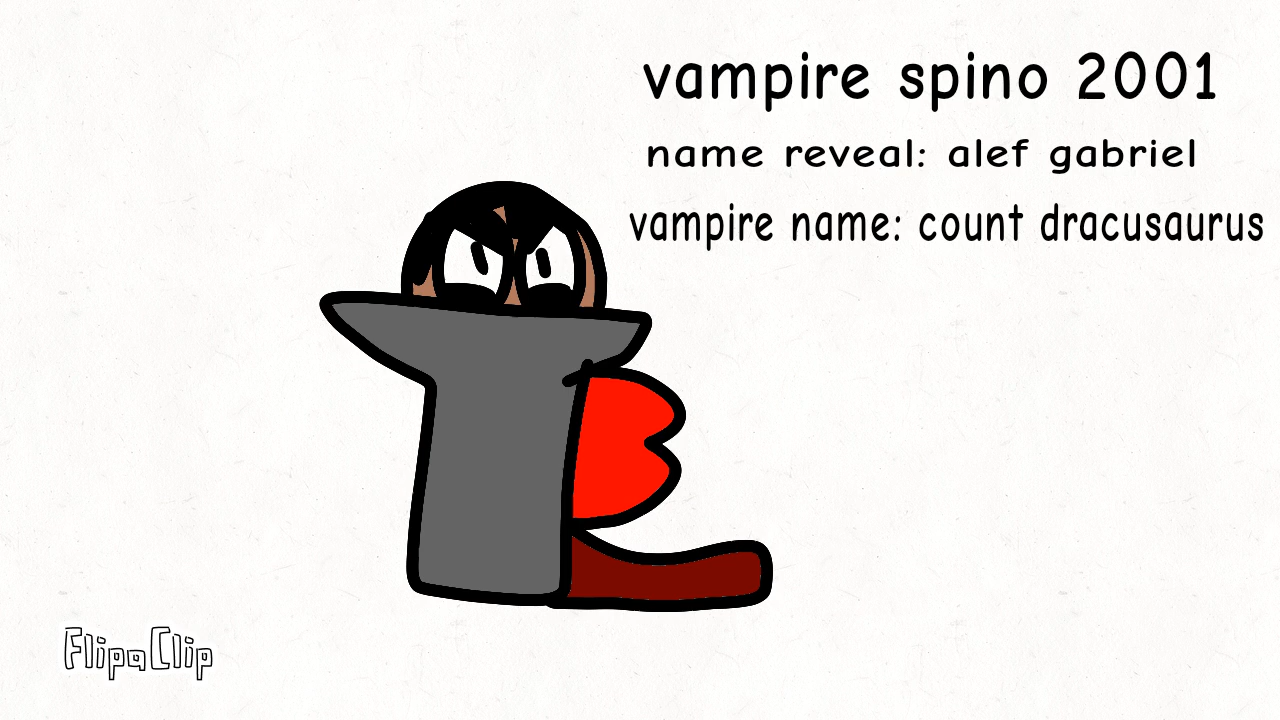 vampire spino 2001
name reveal: alef gabriel
vampire name: count dracusaurus
FlipaClip